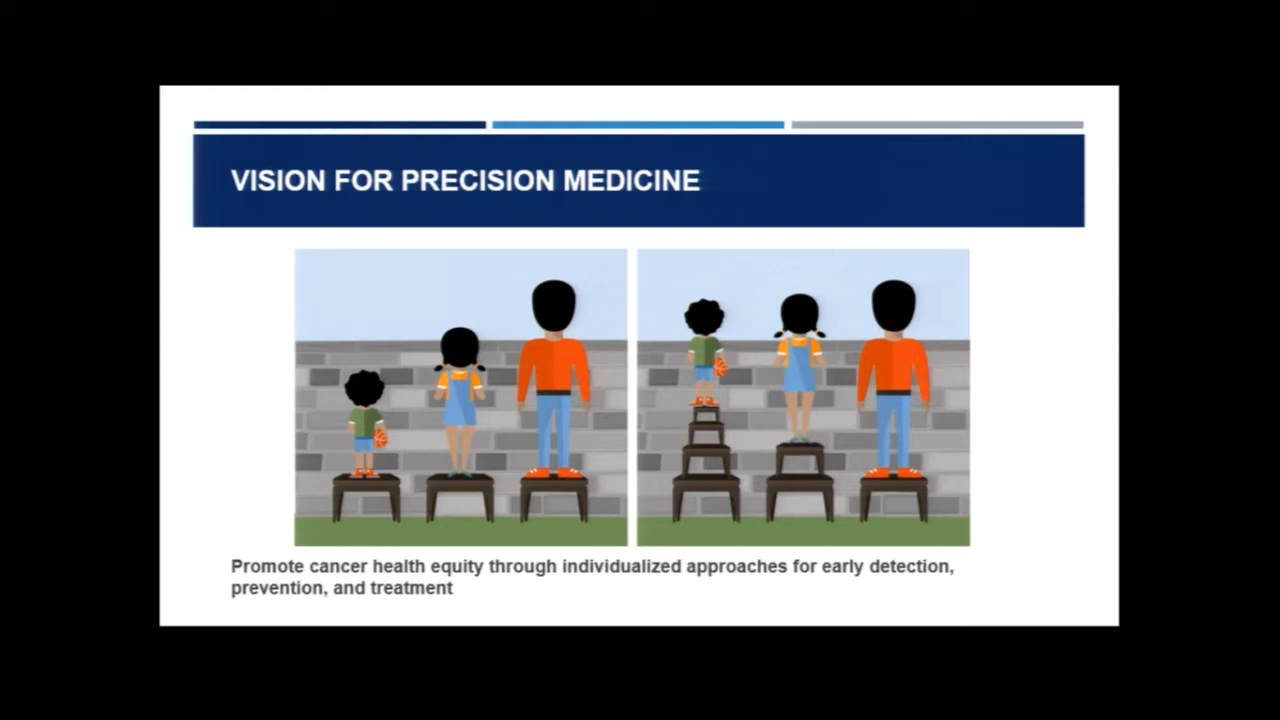 VISION FOR PRECISION MEDICINE
Promote cancer health equity through individualized approaches for early detection,
prevention, and treatment